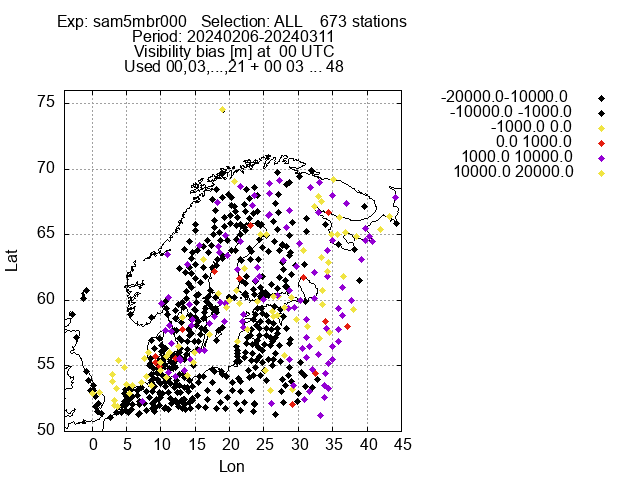 Exp: sam5mbr000 Selection: ALL 673 stations
Period: 20240206-20240311
Visibility bias [m] at 00 UTC
Used 00,03,...,21 + 00 03 ... 48
-20000.0-10000.0
-10000.0 -1000.0
-1000.0 0.0
0.0 1000.0
1000.0 10000.0
10000.0 20000.0
75
70
65
60
55
50
Lat
0 5 10 15 20 25 30 35 40 45
Lon